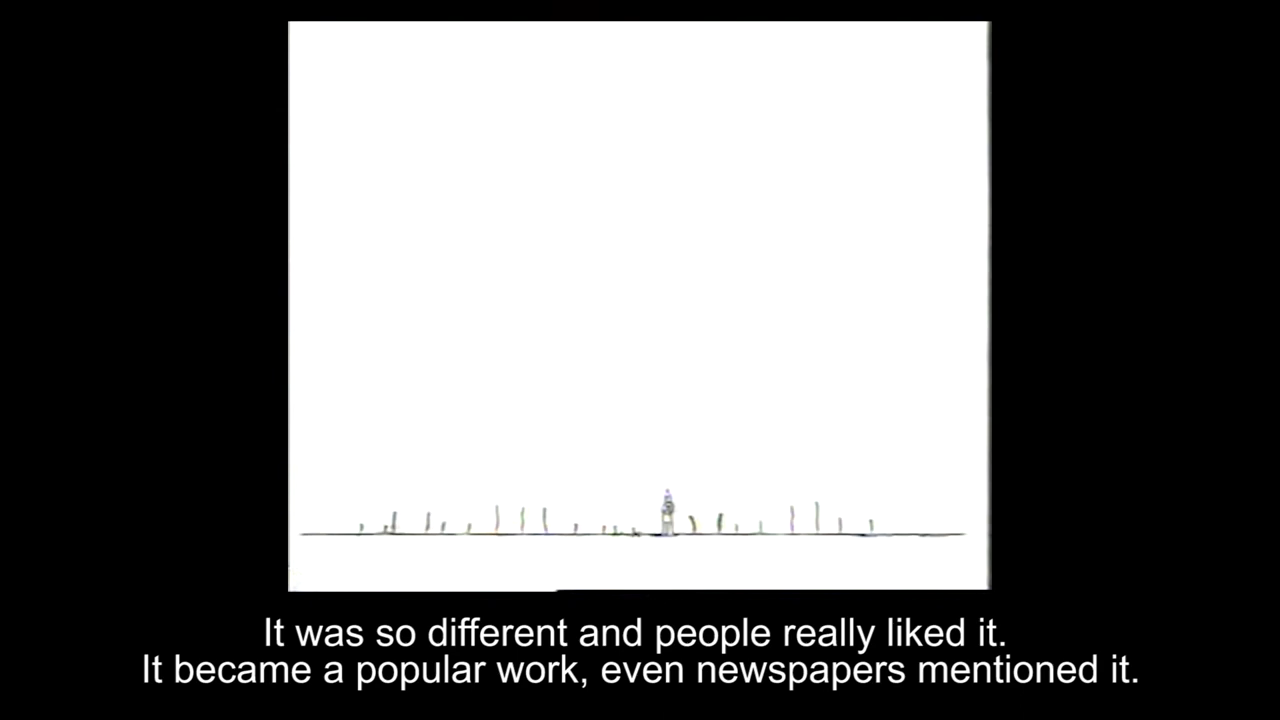 It was so different and people really liked it.
It became a popular work, even newspapers mentioned it.